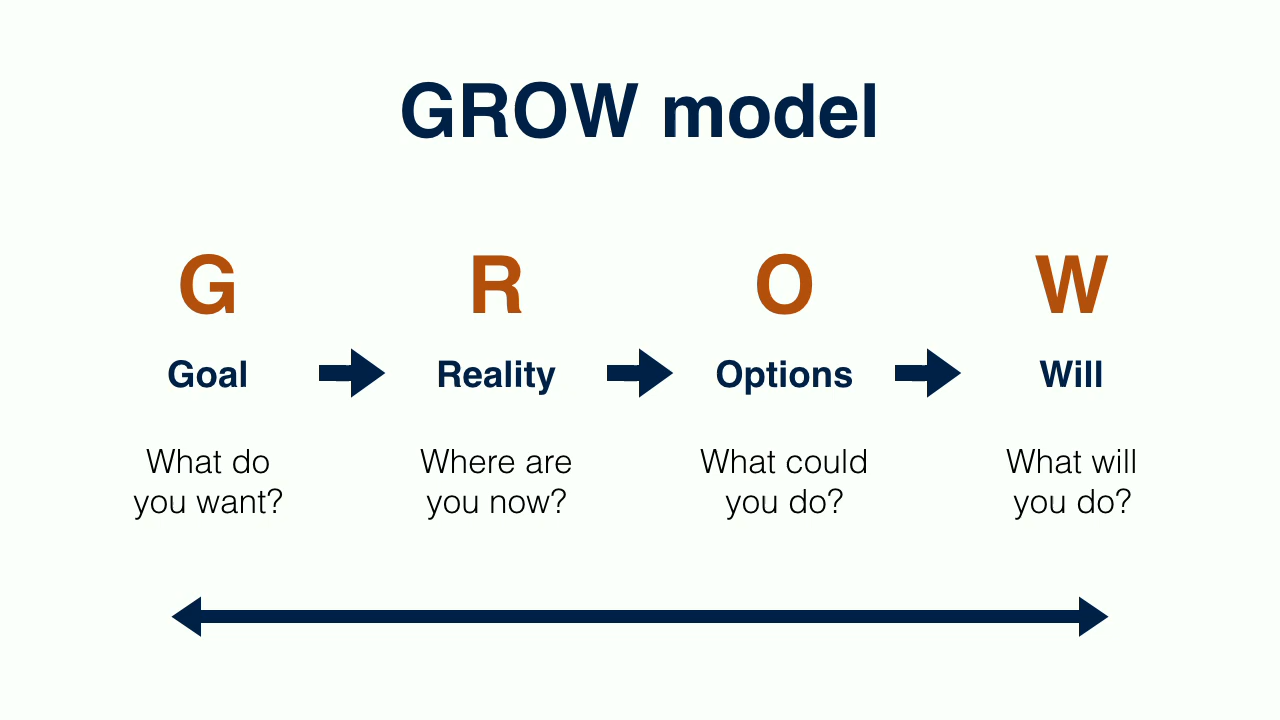 GROW model
G R O W
Goal Reality Options Will
What do Where are What could What will
you want? you now? you do? you do?